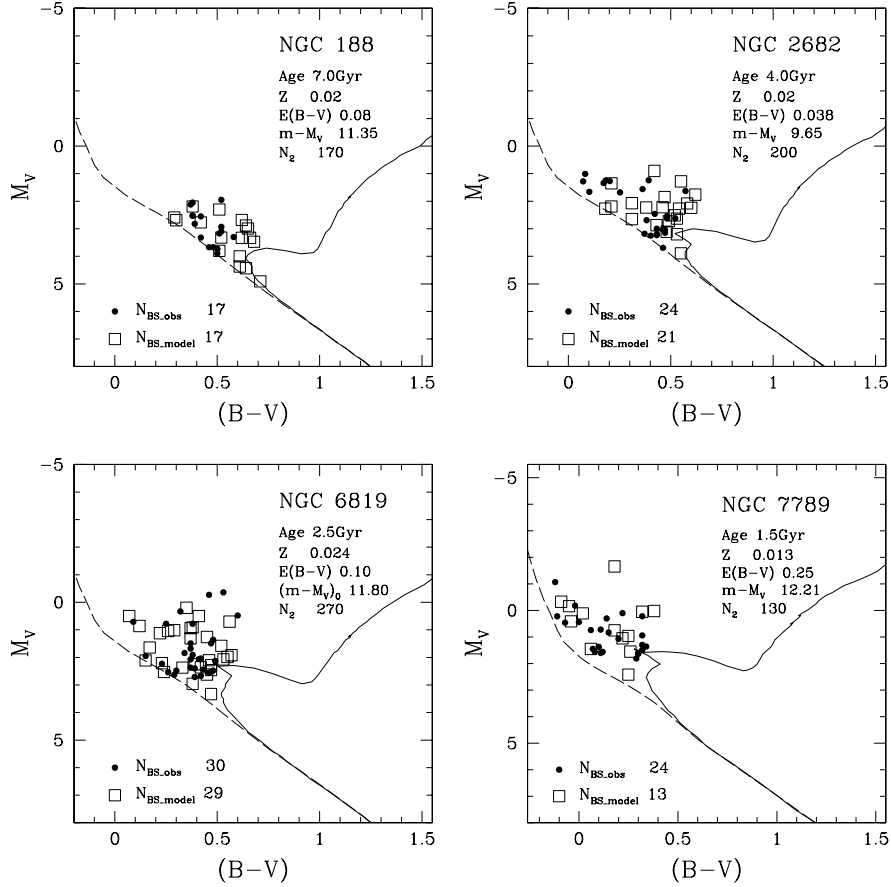 NGC 188
Age 7.0Gyr
Z 0.02
E(B-V) 0.08
m-M_V 11.35
N_2 170
N_BS_obs 17
N_BS_model 17
-5
0
5
M_V
0
0.5
1
1.5
(B-V)
NGC 2682
Age 4.0Gyr
Z 0.02
E(B-V) 0.038
m-M_V 9.65
N_2 200
N_BS_obs 24
N_BS_model 21
-5
0
5
M_V
0
0.5
1
1.5
(B-V)
NGC 6819
Age 2.5Gyr
Z 0.024
E(B-V) 0.10
(m-M_V)_0 11.80
N_2 270
N_BS_obs 30
N_BS_model 29
-5
0
5
M_V
0
0.5
1
1.5
(B-V)
NGC 7789
Age 1.5Gyr
Z 0.013
E(B-V) 0.25
m-M_V 12.21
N_2 130
N_BS_obs 24
N_BS_model 13
-5
0
5
M_V
0
0.5
1
1.5
(B-V)